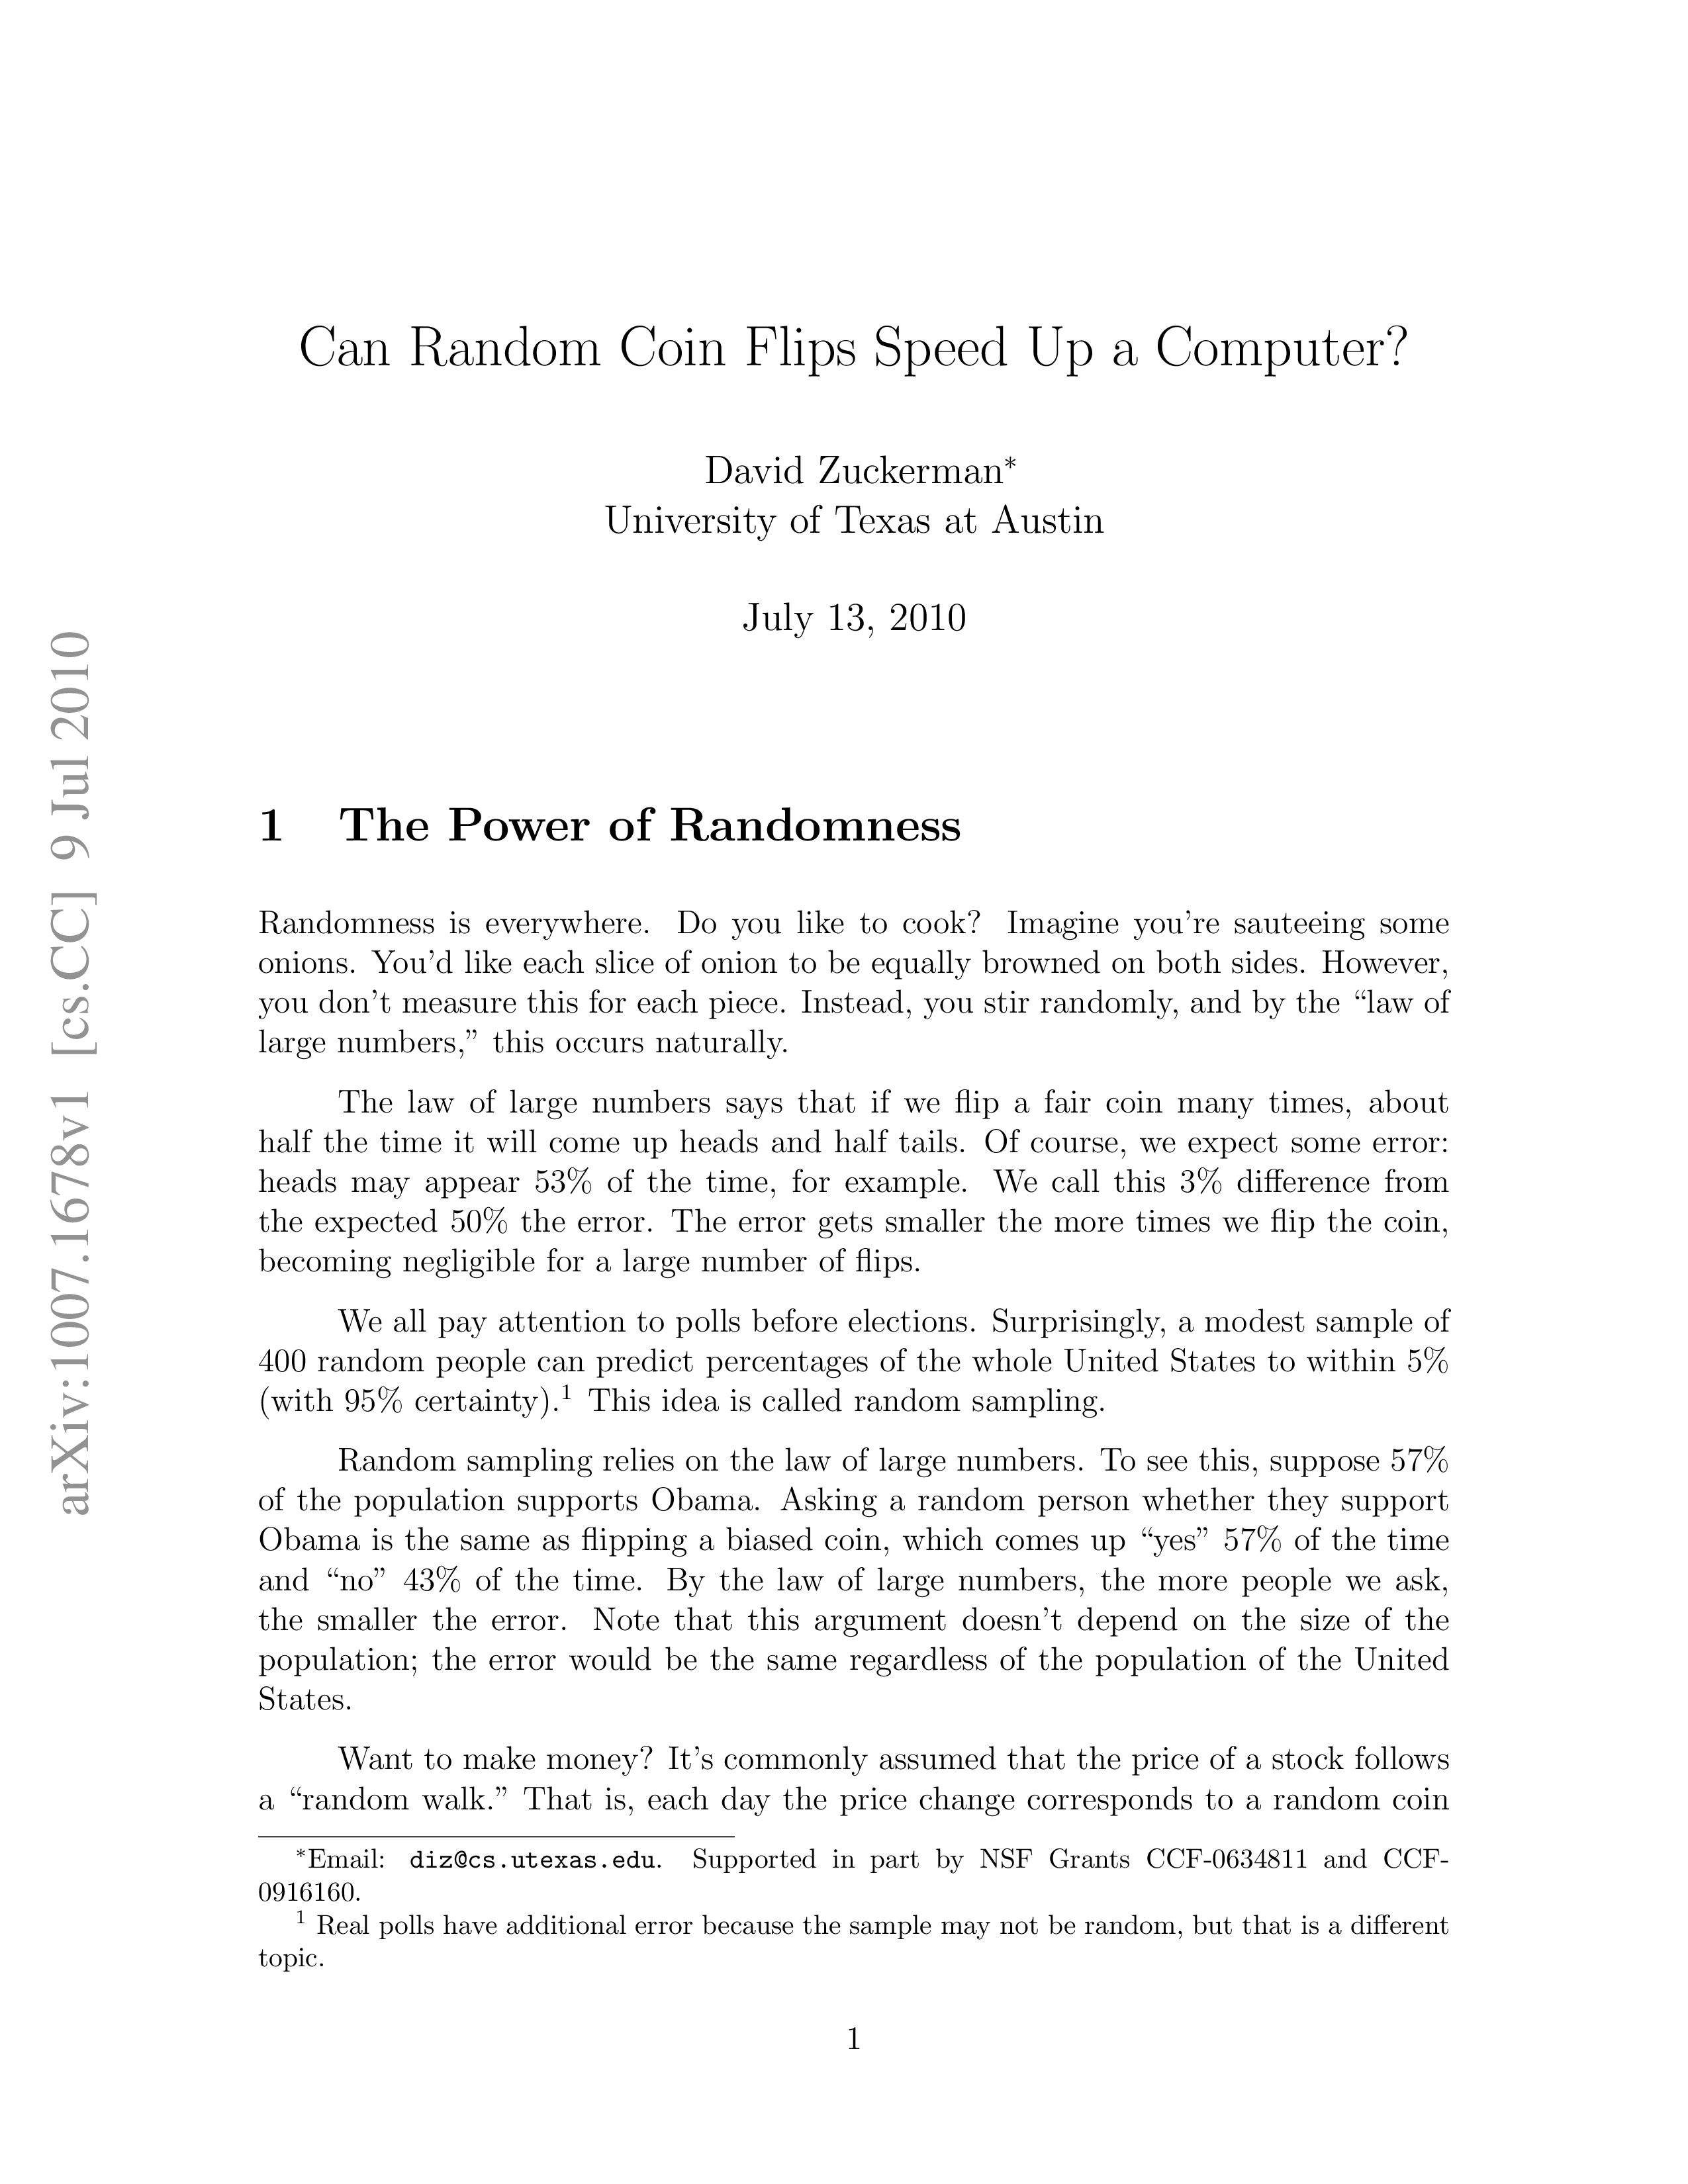 Can Random Coin Flips Speed Up a Computer?
David Zuckerman*
University of Texas at Austin
July 13, 2010
arXiv:1007.1678v1 [cs.CC] 9 Jul 2010
1 The Power of Randomness
Randomness is everywhere. Do you like to cook? Imagine you're sauteeing some
onions. You'd like each slice of onion to be equally browned on both sides. However,
you don't measure this for each piece. Instead, you stir randomly, and by the “law of
large numbers,” this occurs naturally.
The law of large numbers says that if we flip a fair coin many times, about
half the time it will come up heads and half tails. Of course, we expect some error:
heads may appear 53% of the time, for example. We call this 3% difference from
the expected 50% the error. The error gets smaller the more times we flip the coin,
becoming negligible for a large number of flips.
We all pay attention to polls before elections. Surprisingly, a modest sample of
400 random people can predict percentages of the whole United States to within 5%
(with 95% certainty).1 This idea is called random sampling.
Random sampling relies on the law of large numbers. To see this, suppose 57%
of the population supports Obama. Asking a random person whether they support
Obama is the same as flipping a biased coin, which comes up “yes” 57% of the time
and “no” 43% of the time. By the law of large numbers, the more people we ask,
the smaller the error. Note that this argument doesn't depend on the size of the
population; the error would be the same regardless of the population of the United
States.
Want to make money? It's commonly assumed that the price of a stock follows
a “random walk.” That is, each day the price change corresponds to a random coin
*Email: diz@cs.utexas.edu. Supported in part by NSF Grants CCF-0634811 and CCF-
0916160.
1 Real polls have additional error because the sample may not be random, but that is a different
topic.
1